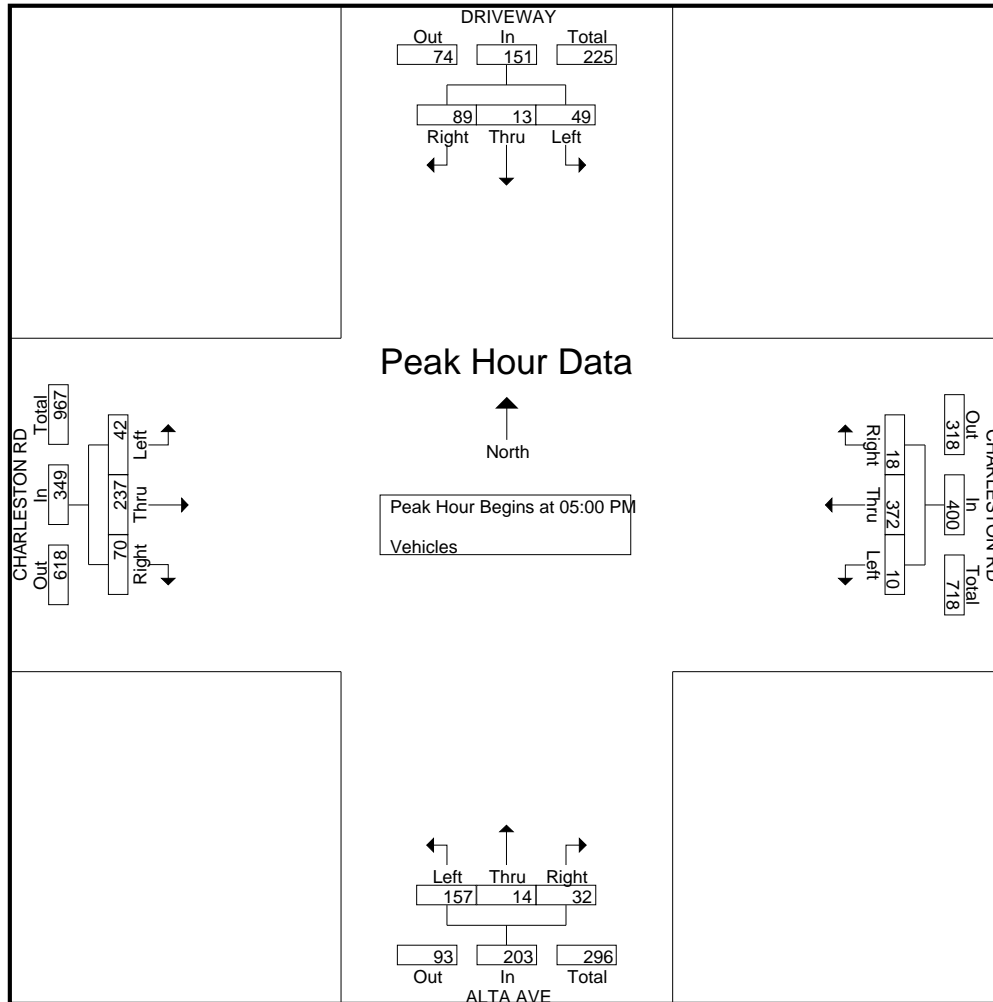 DRIVEWAY
Out In Total
74 151 225
89 13 49
Right Thru Left
Peak Hour Data
North
Peak Hour Begins at 05:00 PM
Vehicles
CHARLESTON RD
Total In Out
967 349 618
42 237 70
Left Thru Right
Right Thru Left
18 372 10
318 400 718
Out In Total
CHARLESTON RD
Left Thru Right
157 14 32
93 203 296
Out In Total
ALTA AVE